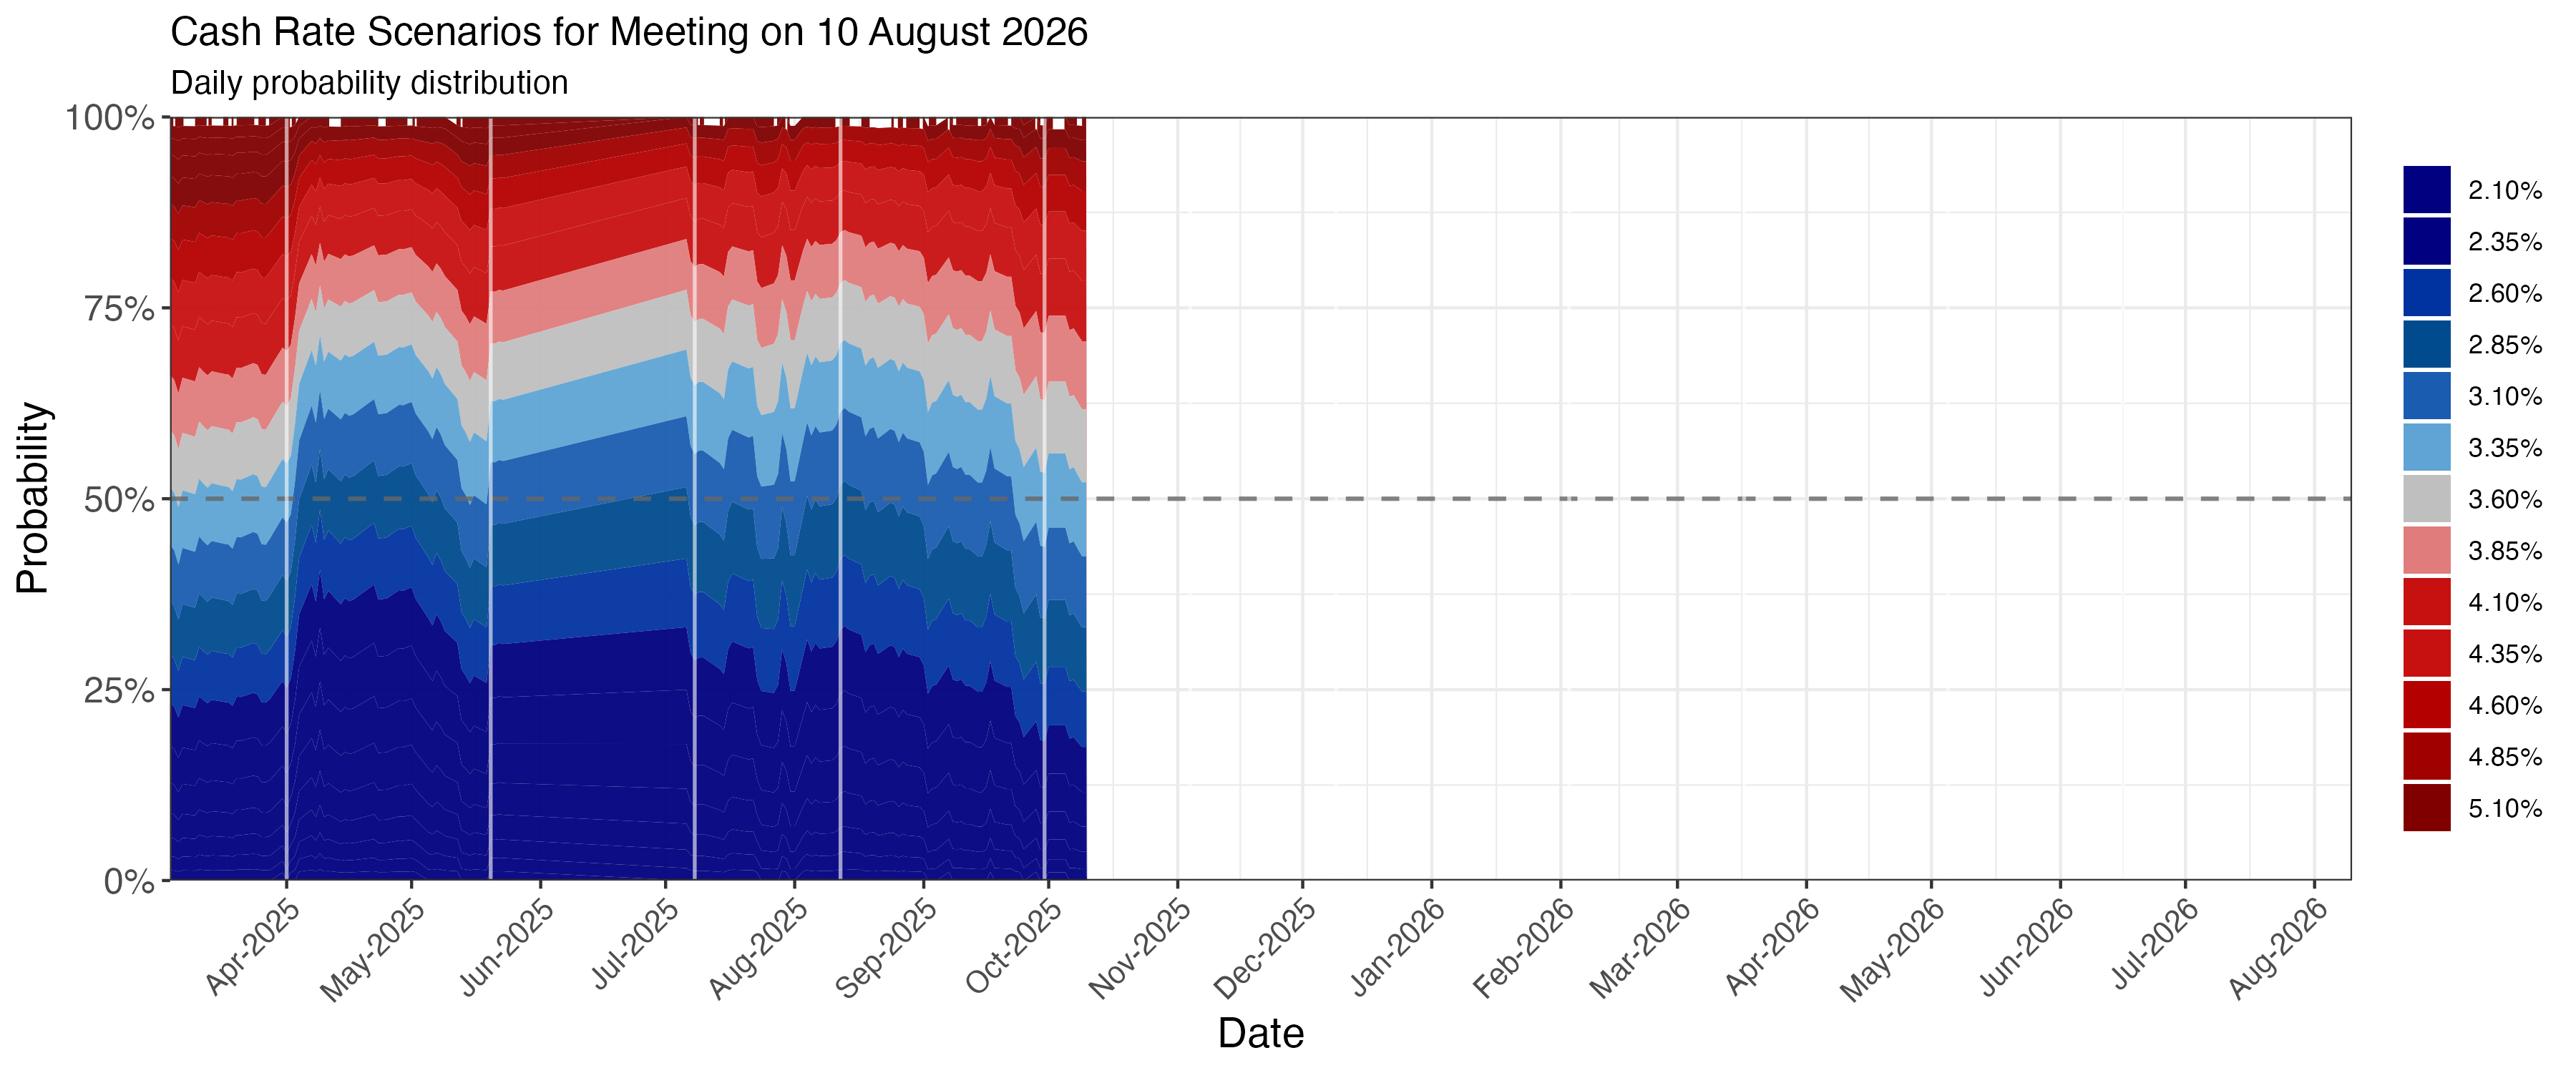 Cash Rate Scenarios for Meeting on 10 August 2026
Daily probability distribution
Probability
100%
75%
50%
25%
0%
Apr-2025
May-2025
Jun-2025
Jul-2025
Aug-2025
Sep-2025
Oct-2025
Nov-2025
Dec-2025
Jan-2026
Feb-2026
Mar-2026
Apr-2026
May-2026
Jun-2026
Jul-2026
Aug-2026
Date
2.10%
2.35%
2.60%
2.85%
3.10%
3.35%
3.60%
3.85%
4.10%
4.35%
4.60%
4.85%
5.10%